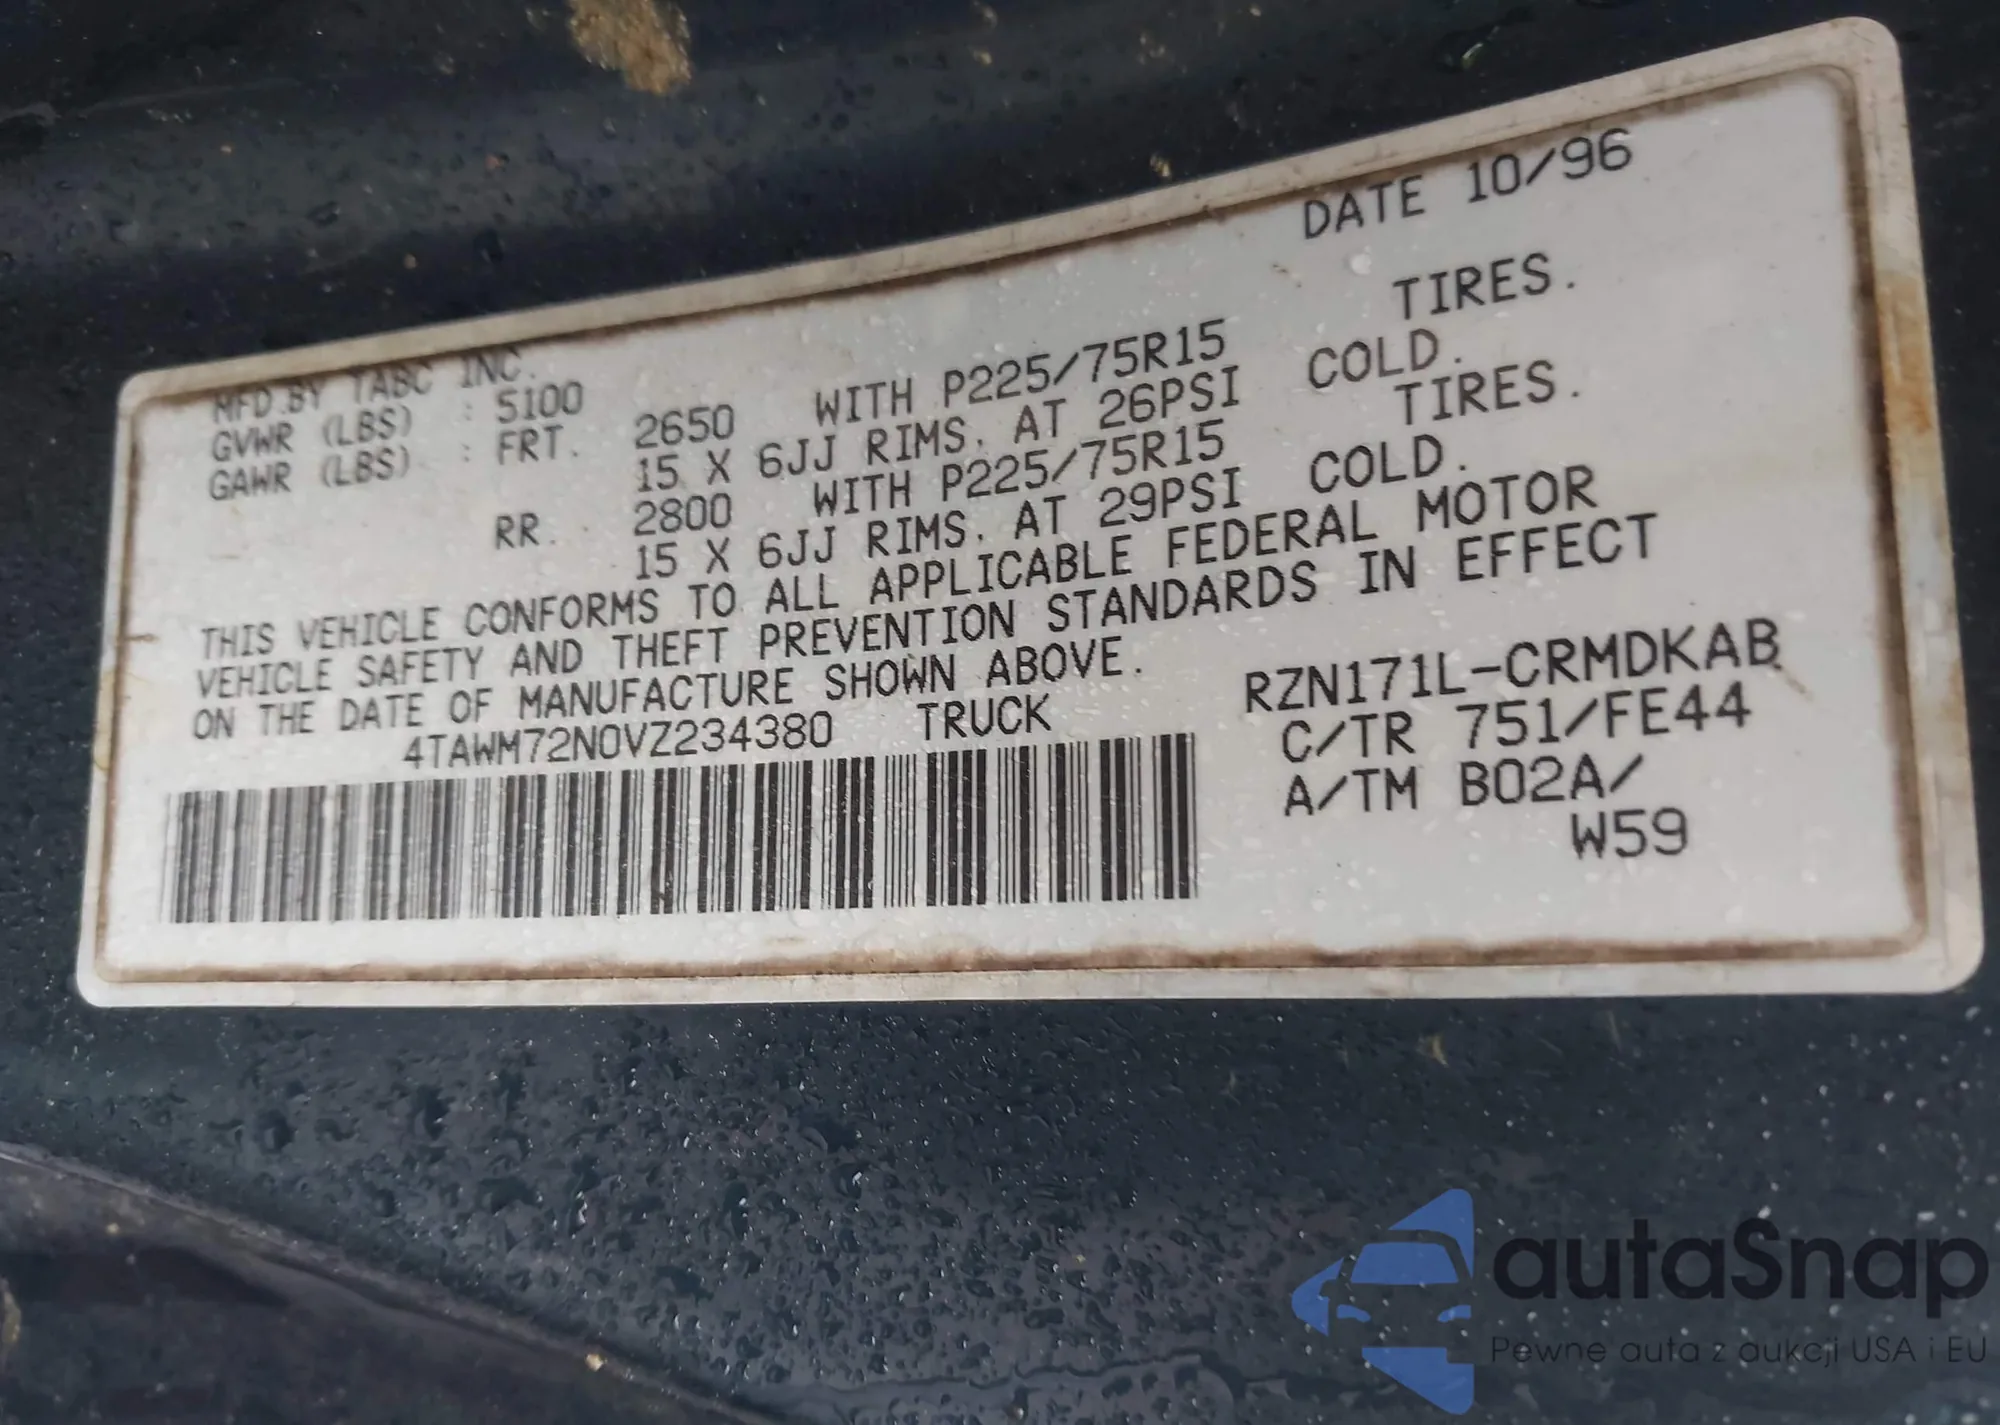 DATE 10/96
MFD.BY TABC INC.
GVWR (LBS) : 5100
GAWR (LBS) : FRT. 2650 WITH P225/75R15 TIRES.
15 X 6JJ RIMS. AT 26PSI COLD.
RR. 2800 WITH P225/75R15 TIRES.
15 X 6JJ RIMS. AT 29PSI COLD.
THIS VEHICLE CONFORMS TO ALL APPLICABLE FEDERAL MOTOR
VEHICLE SAFETY AND THEFT PREVENTION STANDARDS IN EFFECT
ON THE DATE OF MANUFACTURE SHOWN ABOVE.
4TAWM72N0VZ234380 TRUCK
RZN171L-CRMDKAB
C/TR 751/FE44
A/TM B02A/
W59
autaSnap
Pewne auta z aukcji USA i EU